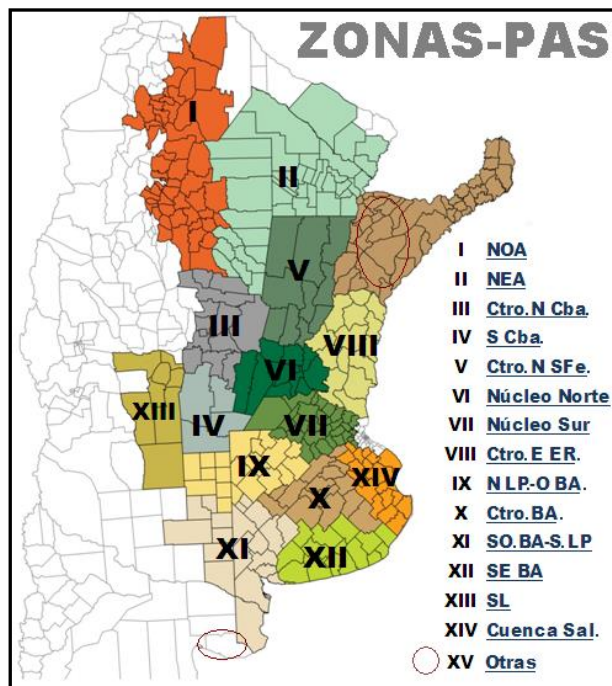 ZONAS-PAS
I
II
V
III
VIII
VI
XIII
IV
VII
IX
XIV
X
XI
XII
I NOA
II NEA
III Ctro.N Cba.
IV S Cba.
V Ctro.N SFe.
VI Núcleo Norte
VII Núcleo Sur
VIII Ctro.E ER.
IX N LP.-O BA.
X Ctro.BA.
XI SO.BA-S.LP
XII SE BA
XIII SL
XIV Cuenca Sal.
XV Otras